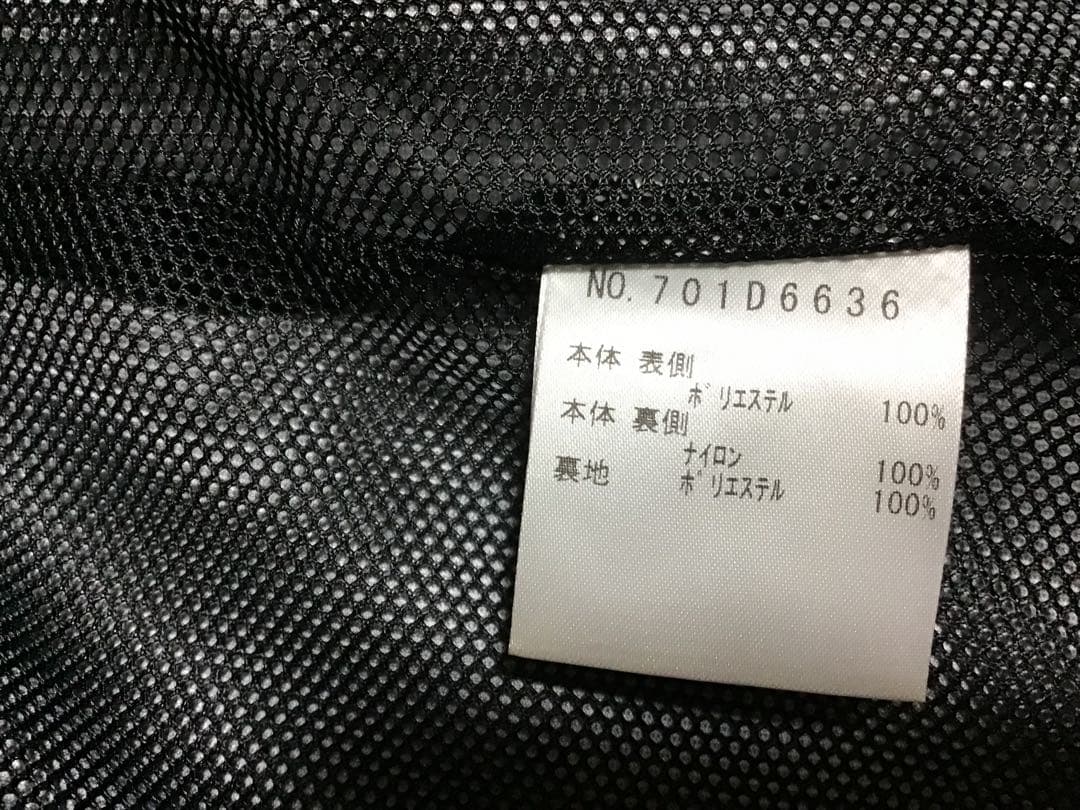 NO. 701D6636
本体 表側
ﾎﾟﾘｴｽﾃﾙ 100%
本体 裏側
ﾅｲﾛﾝ 100%
裏地 ﾎﾟﾘｴｽﾃﾙ 100%